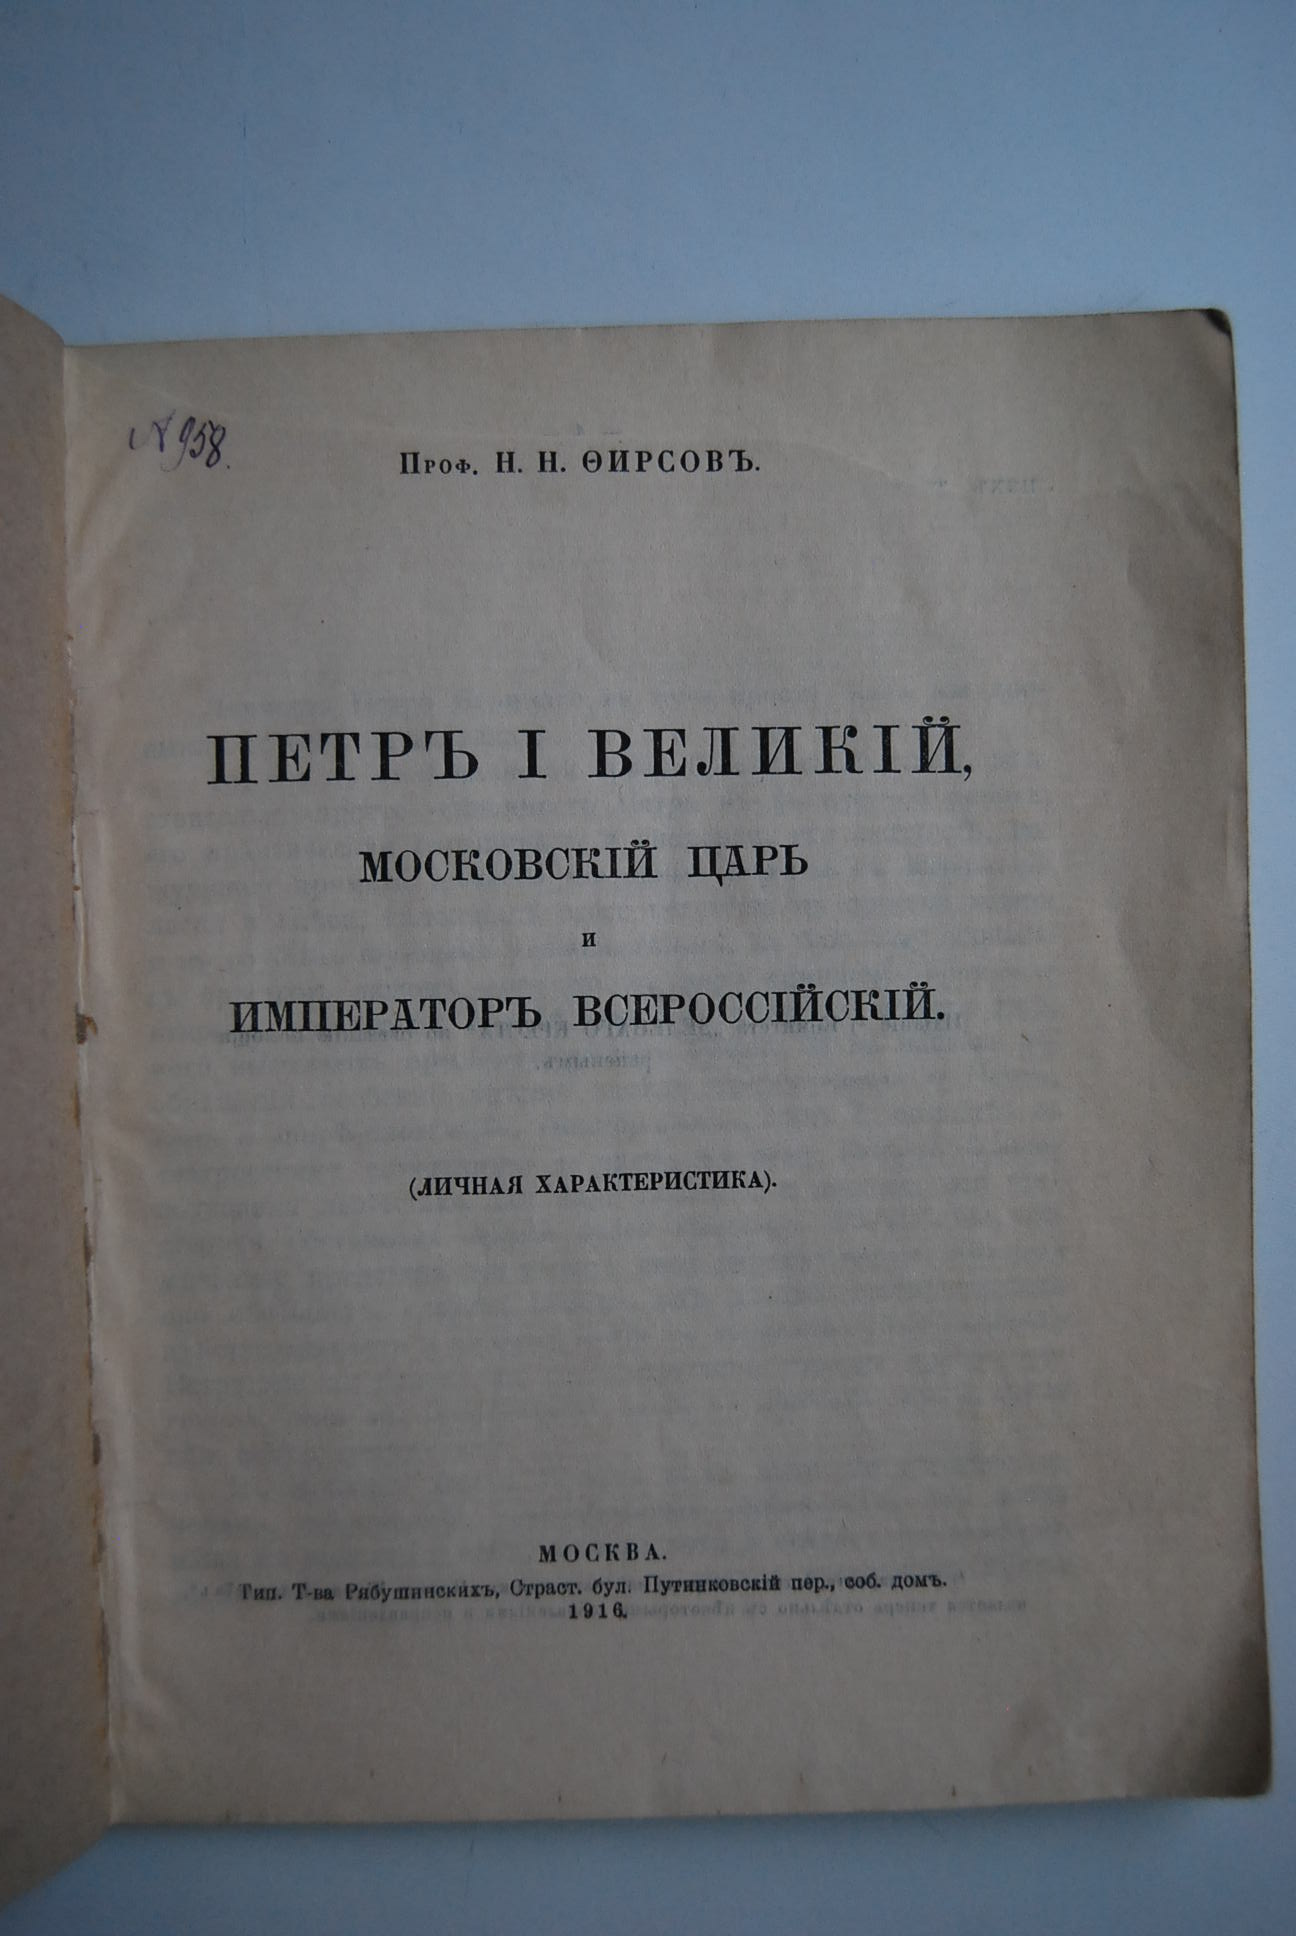 № 958.
Проф. Н. Н. Ѳирсовъ.
ПЕТРЪ I ВЕЛИКІЙ,
МОСКОВСКІЙ ЦАРЬ
и
ИМПЕРАТОРЪ ВСЕРОССІЙСКІЙ.
(ЛИЧНАЯ ХАРАКТЕРИСТИКА).
МОСКВА.
Тип. Т-ва Рябушинскихъ, Страст. бул. Путинковскій пер., соб. домъ.
1916.